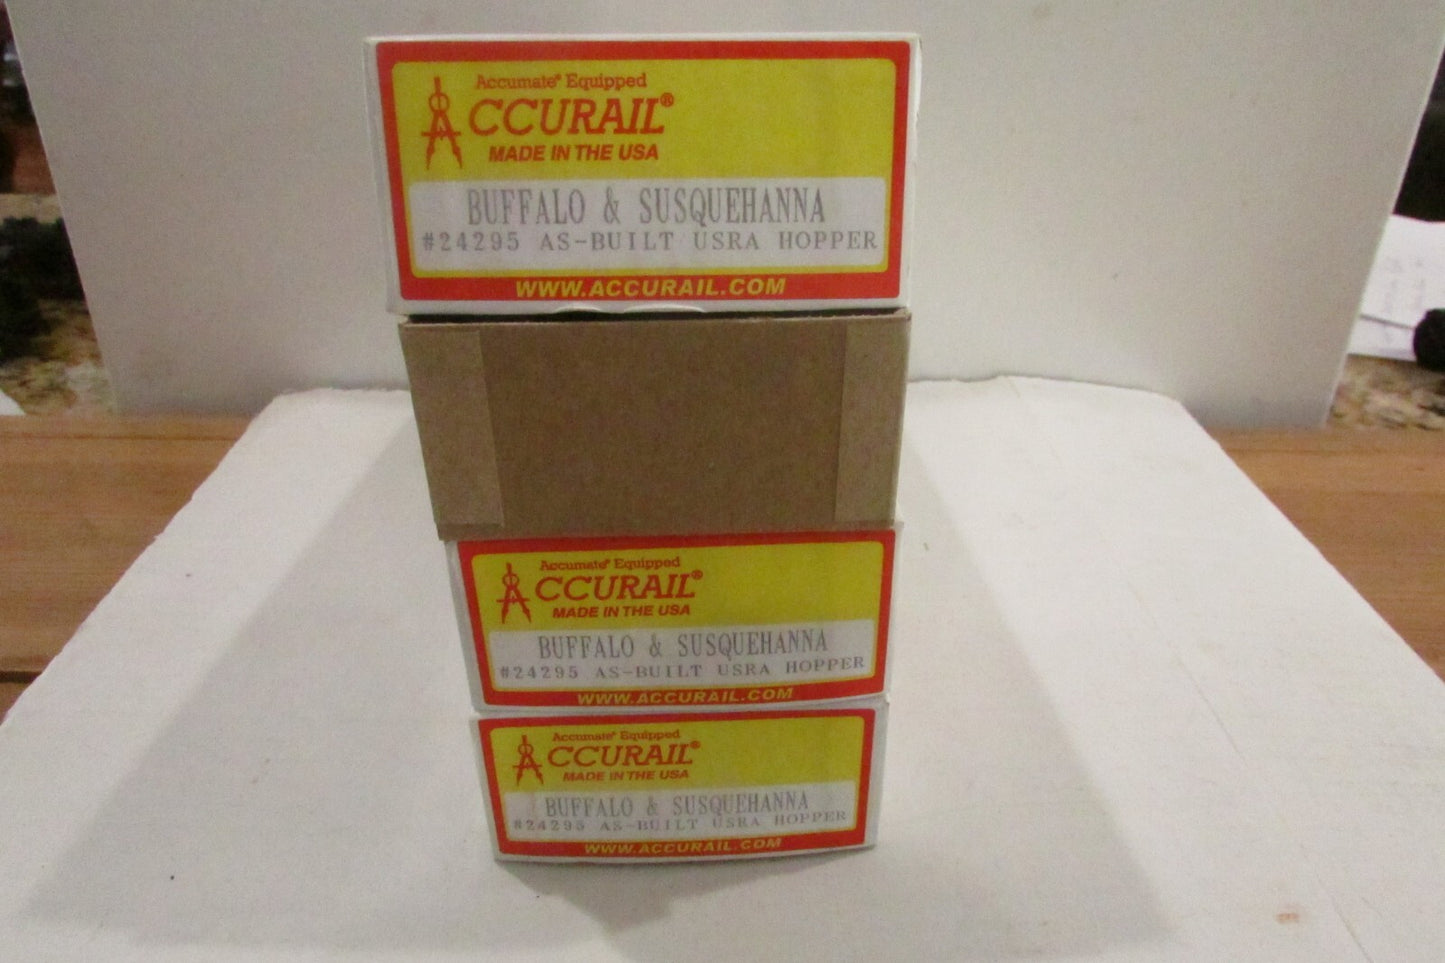 Accumate® Equipped
ACCURAIL®
MADE IN THE USA
BUFFALO & SUSQUEHANNA
#24295 AS-BUILT USRA HOPPER
WWW.ACCURAIL.COM
Accumate® Equipped
ACCURAIL®
MADE IN THE USA
BUFFALO & SUSQUEHANNA
#24295 AS-BUILT USRA HOPPER
WWW.ACCURAIL.COM
Accumate® Equipped
ACCURAIL®
MADE IN THE USA
BUFFALO & SUSQUEHANNA
#24295 AS-BUILT USRA HOPPER
WWW.ACCURAIL.COM